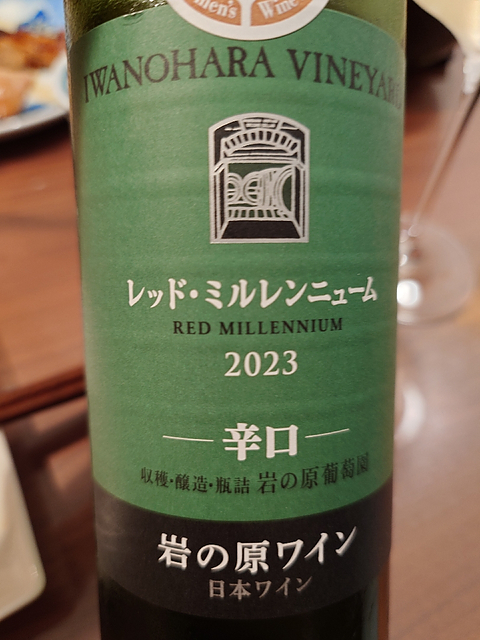 men's Wine
IWANOHARA VINEYARD
レッド・ミルレンニューム
RED MILLENNIUM
2023
辛口
収穫・醸造・瓶詰 岩の原葡萄園
岩の原ワイン
日本ワイン